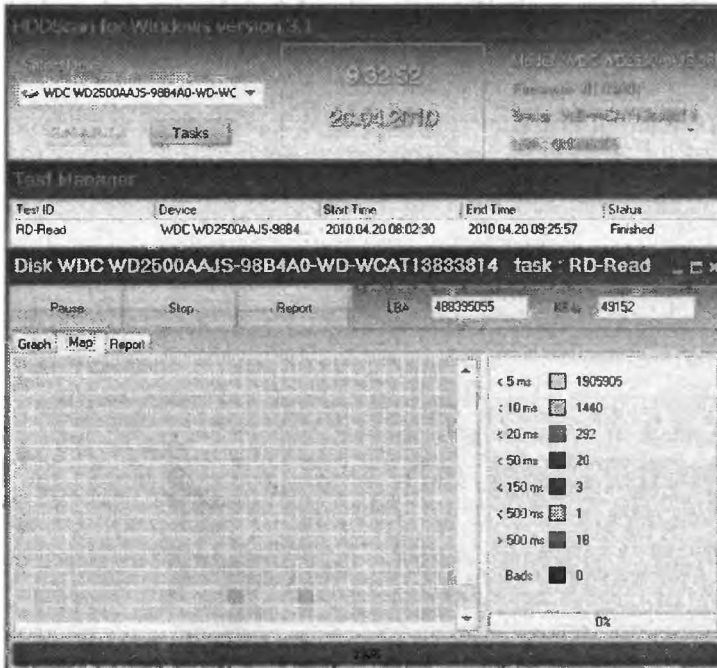 HDDScan for Windows version 3.1
WDC WD2500AAJS-98B4A0-WD-WC
9:32:52
20.04.2010
Tasks
Test Manager
Test ID Device Start Time End Time Status
RD-Read WDC WD2500AAJS-98B4 2010.04.20 08:02:30 2010.04.20 09:25:57 Finished
Disk WDC WD2500AAJS-98B4A0-WD-WCAT13833814 task : RD-Read
Pause Stop Report LBA 488395055 49152
Graph Map Report
< 5 ms 1905905
< 10 ms 1440
< 20 ms 292
< 50 ms 20
< 150 ms 3
< 500 ms 1
> 500 ms 18
Bads 0
0%